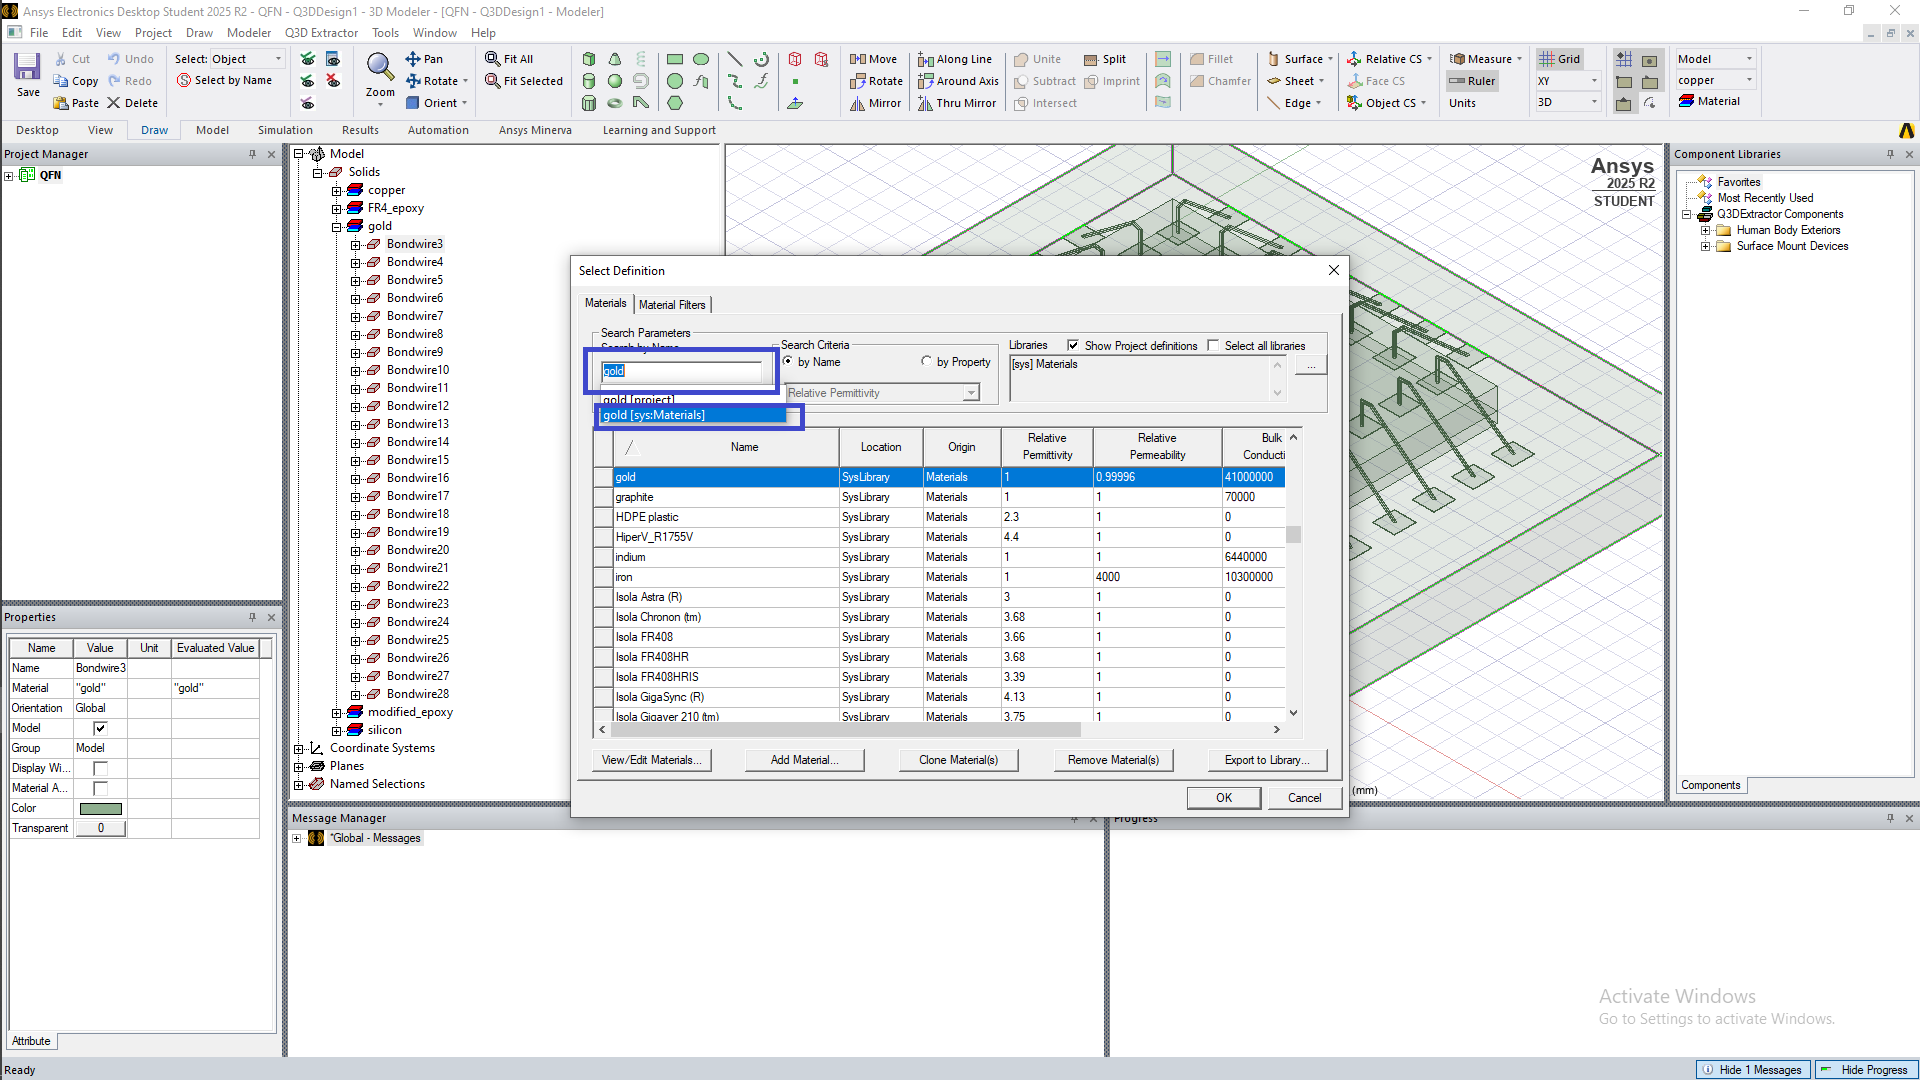 Ansys Electronics Desktop Student 2025 R2 - QFN - Q3DDesign1 - 3D Modeler - [QFN - Q3DDesign1 - Modeler]
File Edit View Project Draw Modeler Q3D Extractor Tools Window Help
Save
Cut
Copy
Paste
Undo
Redo
Delete
Select: Object
Select by Name
Zoom
Pan
Rotate
Orient
Fit All
Fit Selected
Move
Rotate
Mirror
Along Line
Around Axis
Thru Mirror
Unite
Subtract
Intersect
Split
Imprint
Fillet
Chamfer
Surface
Sheet
Edge
Relative CS
Face CS
Object CS
Measure
Ruler
Units
Grid
XY
3D
Model
copper
Material
Desktop View Draw Model Simulation Results Automation Ansys Minerva Learning and Support
Project Manager
QFN
Model
Solids
copper
FR4_epoxy
gold
Bondwire3
Bondwire4
Bondwire5
Bondwire6
Bondwire7
Bondwire8
Bondwire9
Bondwire10
Bondwire11
Bondwire12
Bondwire13
Bondwire14
Bondwire15
Bondwire16
Bondwire17
Bondwire18
Bondwire19
Bondwire20
Bondwire21
Bondwire22
Bondwire23
Bondwire24
Bondwire25
Bondwire26
Bondwire27
Bondwire28
modified_epoxy
silicon
Coordinate Systems
Planes
Named Selections
Ansys
2025 R2
STUDENT
(mm)
Select Definition
Materials Material Filters
Search Parameters
Search by Name
gold
gold [project]
gold [sys:Materials]
Search Criteria
by Name by Property
Relative Permittivity
Libraries Show Project definitions Select all libraries
[sys] Materials
...
Name Location Origin Relative Permittivity Relative Permeability Bulk Conducti
gold SysLibrary Materials 1 0.99996 41000000
graphite SysLibrary Materials 1 1 70000
HDPE plastic SysLibrary Materials 2.3 1 0
HiperV_R1755V SysLibrary Materials 4.4 1 0
indium SysLibrary Materials 1 1 6440000
iron SysLibrary Materials 1 4000 10300000
Isola Astra (R) SysLibrary Materials 3 1 0
Isola Chronon (tm) SysLibrary Materials 3.68 1 0
Isola FR408 SysLibrary Materials 3.66 1 0
Isola FR408HR SysLibrary Materials 3.68 1 0
Isola FR408HRIS SysLibrary Materials 3.39 1 0
Isola GigaSync (R) SysLibrary Materials 4.13 1 0
Isola Gigaver 210 (tm) SysLibrary Materials 3.75 1 0
View/Edit Materials... Add Material... Clone Material(s) Remove Material(s) Export to Library...
OK Cancel
Component Libraries
Favorites
Most Recently Used
Q3DExtractor Components
Human Body Exteriors
Surface Mount Devices
Components
Properties
Name Value Unit Evaluated Value
Name Bondwire3
Material "gold" "gold"
Orientation Global
Model
Group Model
Display Wi...
Material A...
Color
Transparent 0
Attribute
Message Manager
*Global - Messages
Progress
Activate Windows
Go to Settings to activate Windows.
Ready
Hide 1 Messages
Hide Progress